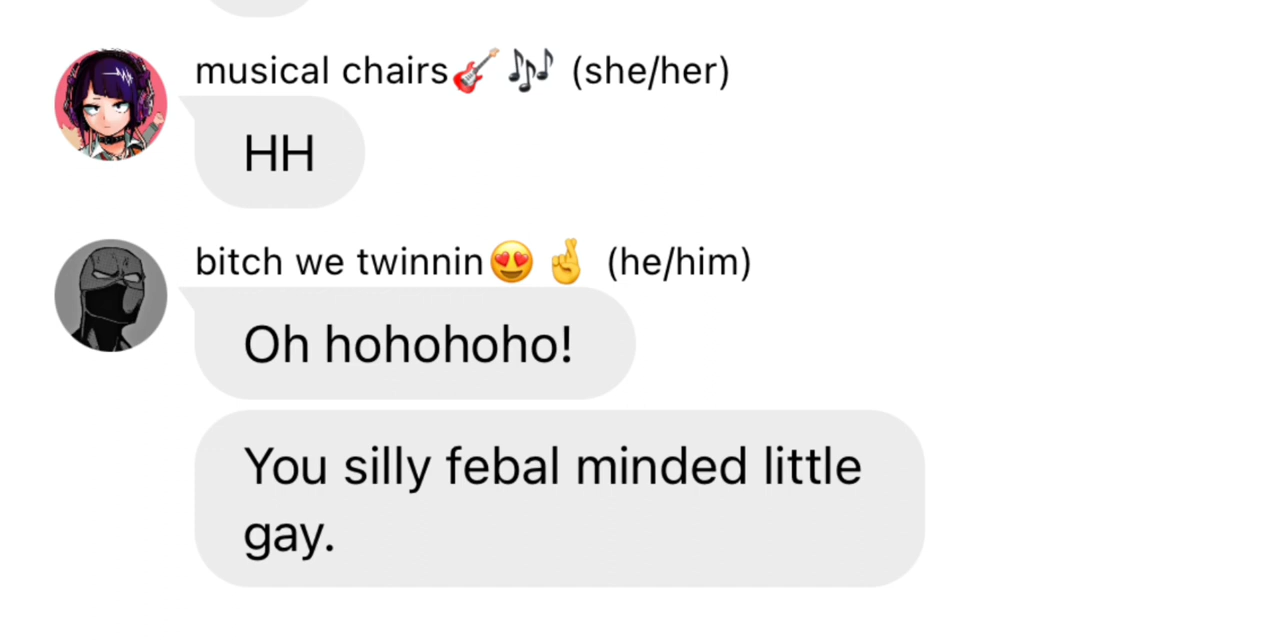 musical chairs🎸🎶 (she/her)
HH
bitch we twinnin😍🤞 (he/him)
Oh hohohoho!
You silly febal minded little
gay.